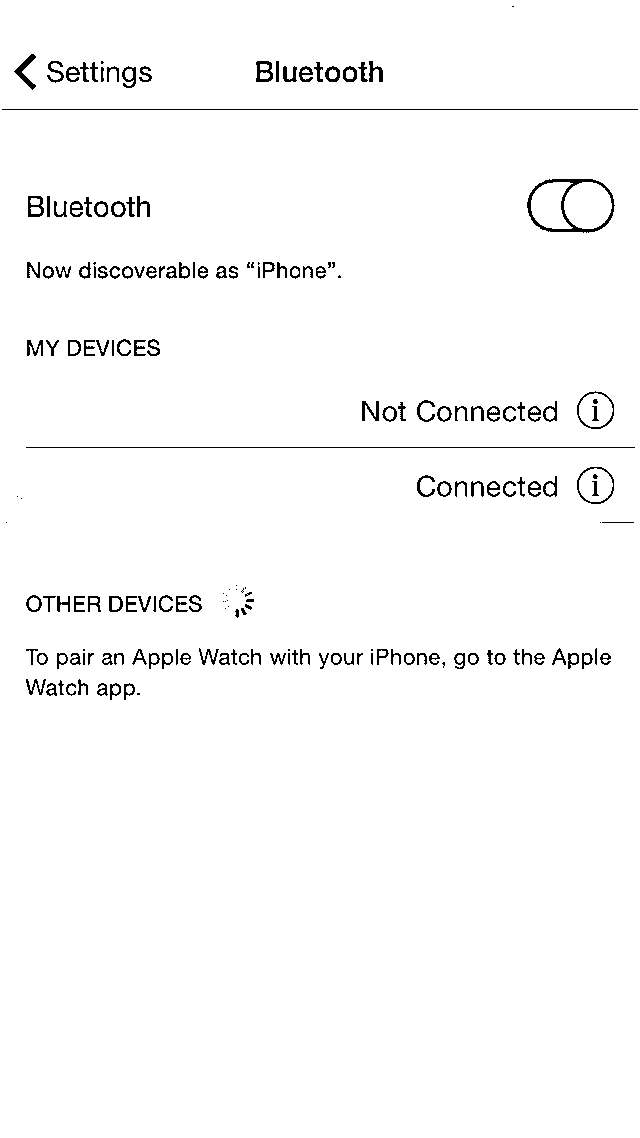 Settings Bluetooth
Bluetooth
Now discoverable as “iPhone”.
MY DEVICES
Not Connected
Connected
OTHER DEVICES
To pair an Apple Watch with your iPhone, go to the Apple
Watch app.